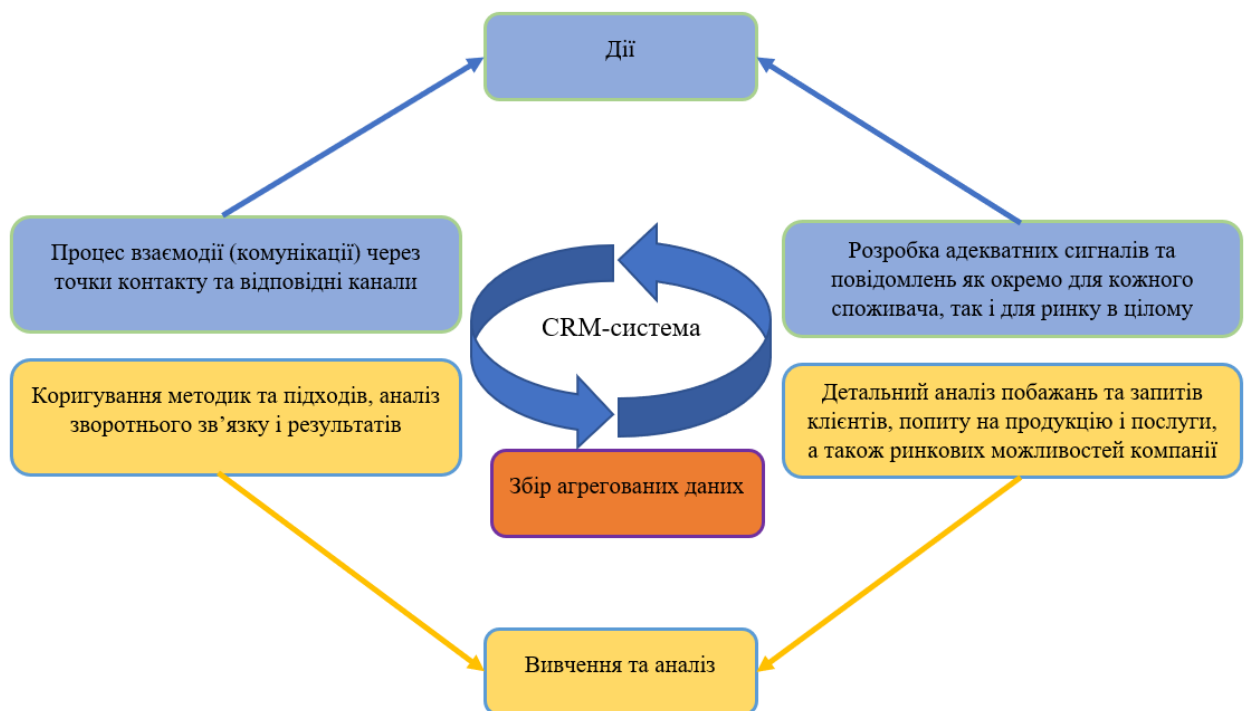 Дії
Процес взаємодії (комунікації) через
точки контакту та відповідні канали
Розробка адекватних сигналів та
повідомлень як окремо для кожного
споживача, так і для ринку в цілому
CRM-система
Коригування методик та підходів, аналіз
зворотнього зв’язку і результатів
Детальний аналіз побажань та запитів
клієнтів, попиту на продукцію і послуги,
а також ринкових можливостей компанії
Збір агрегованих даних
Вивчення та аналіз